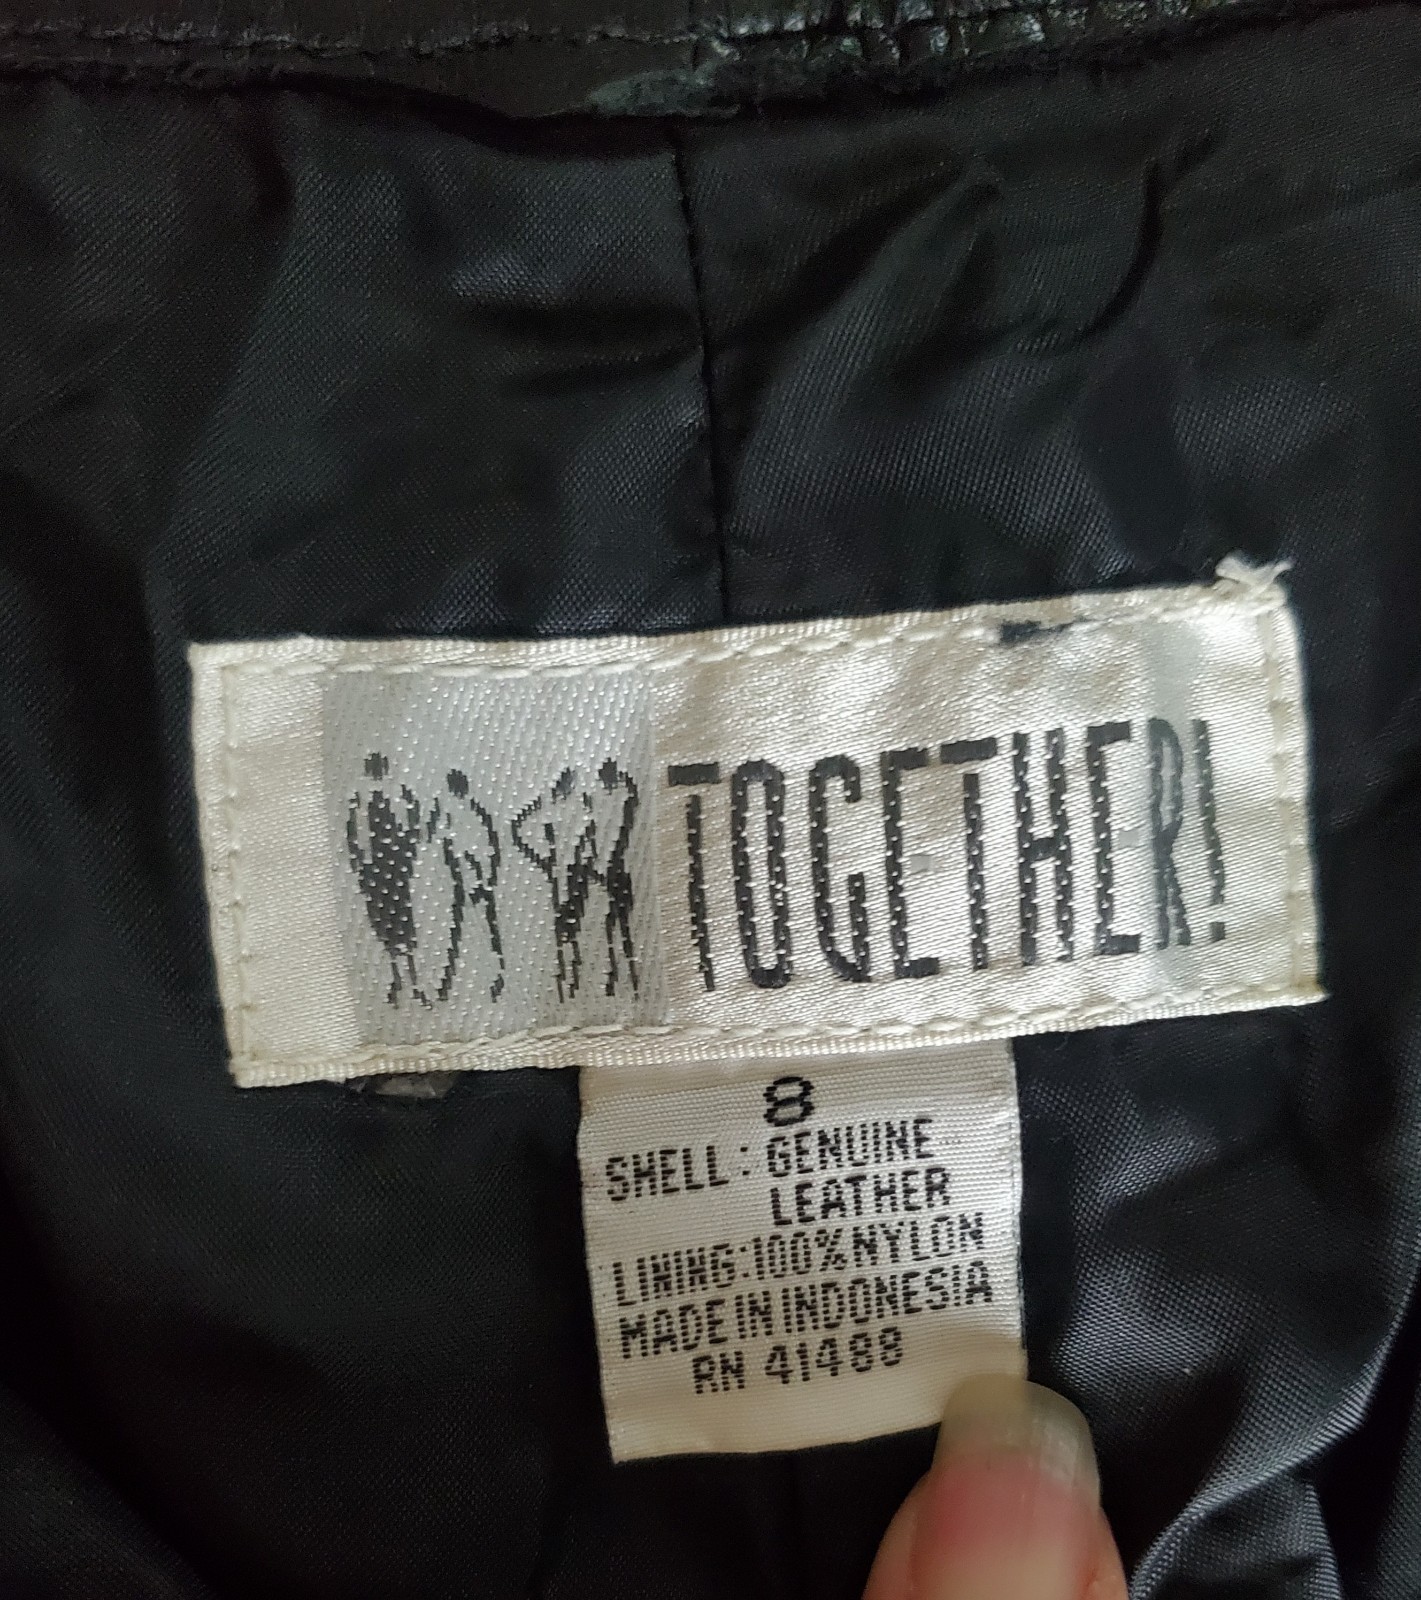 TOGETHER!
8
SHELL: GENUINE
LEATHER
LINING:100%NYLON
MADE IN INDONESIA
RN 41488